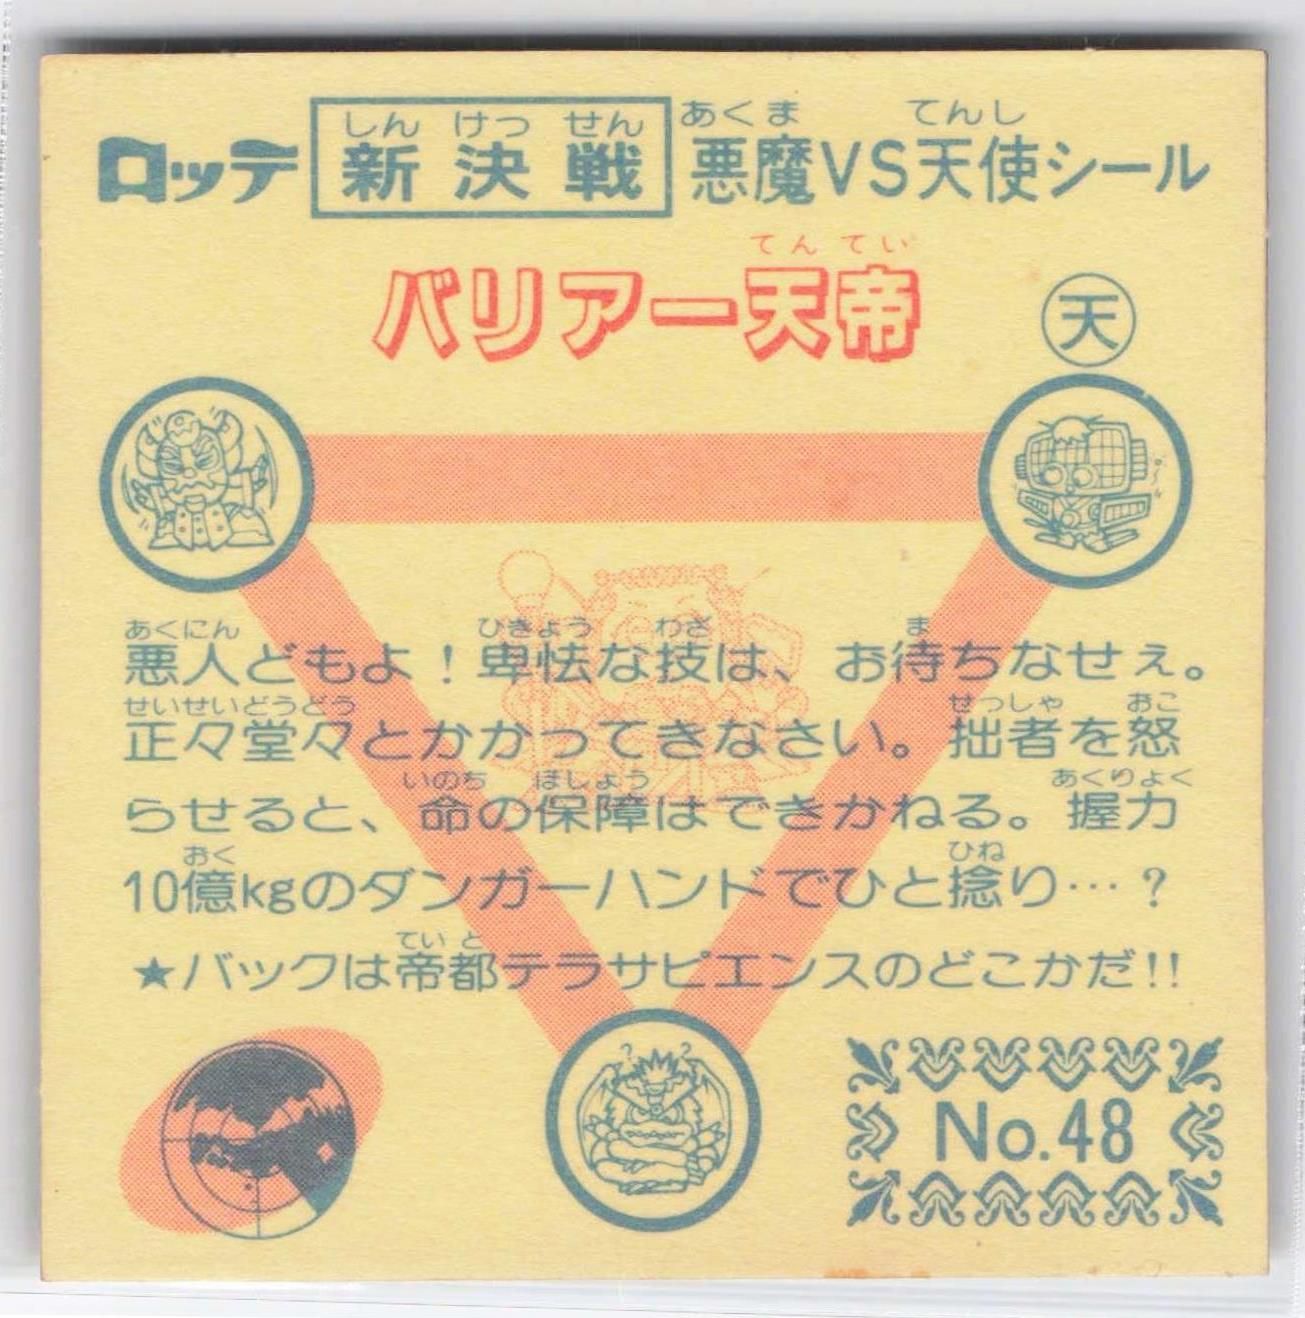 ロッテ 新決戦 悪魔VS天使シール
しん けっ せん あくま てんし
バリアー天帝
てんてい
天
あくにん ひきょう わざ ま
悪人どもよ！卑怯な技は、お待ちなせぇ。
せいせいどうどう せっしゃ おこ
正々堂々とかかってきなさい。拙者を怒
いのち ほしょう あくりょく
らせると、命の保障はできかねる。握力
おく ひね
10億kgのダンガーハンドでひと捻り…？
てい と
★バックは帝都テラサピエンスのどこかだ!!
No.48